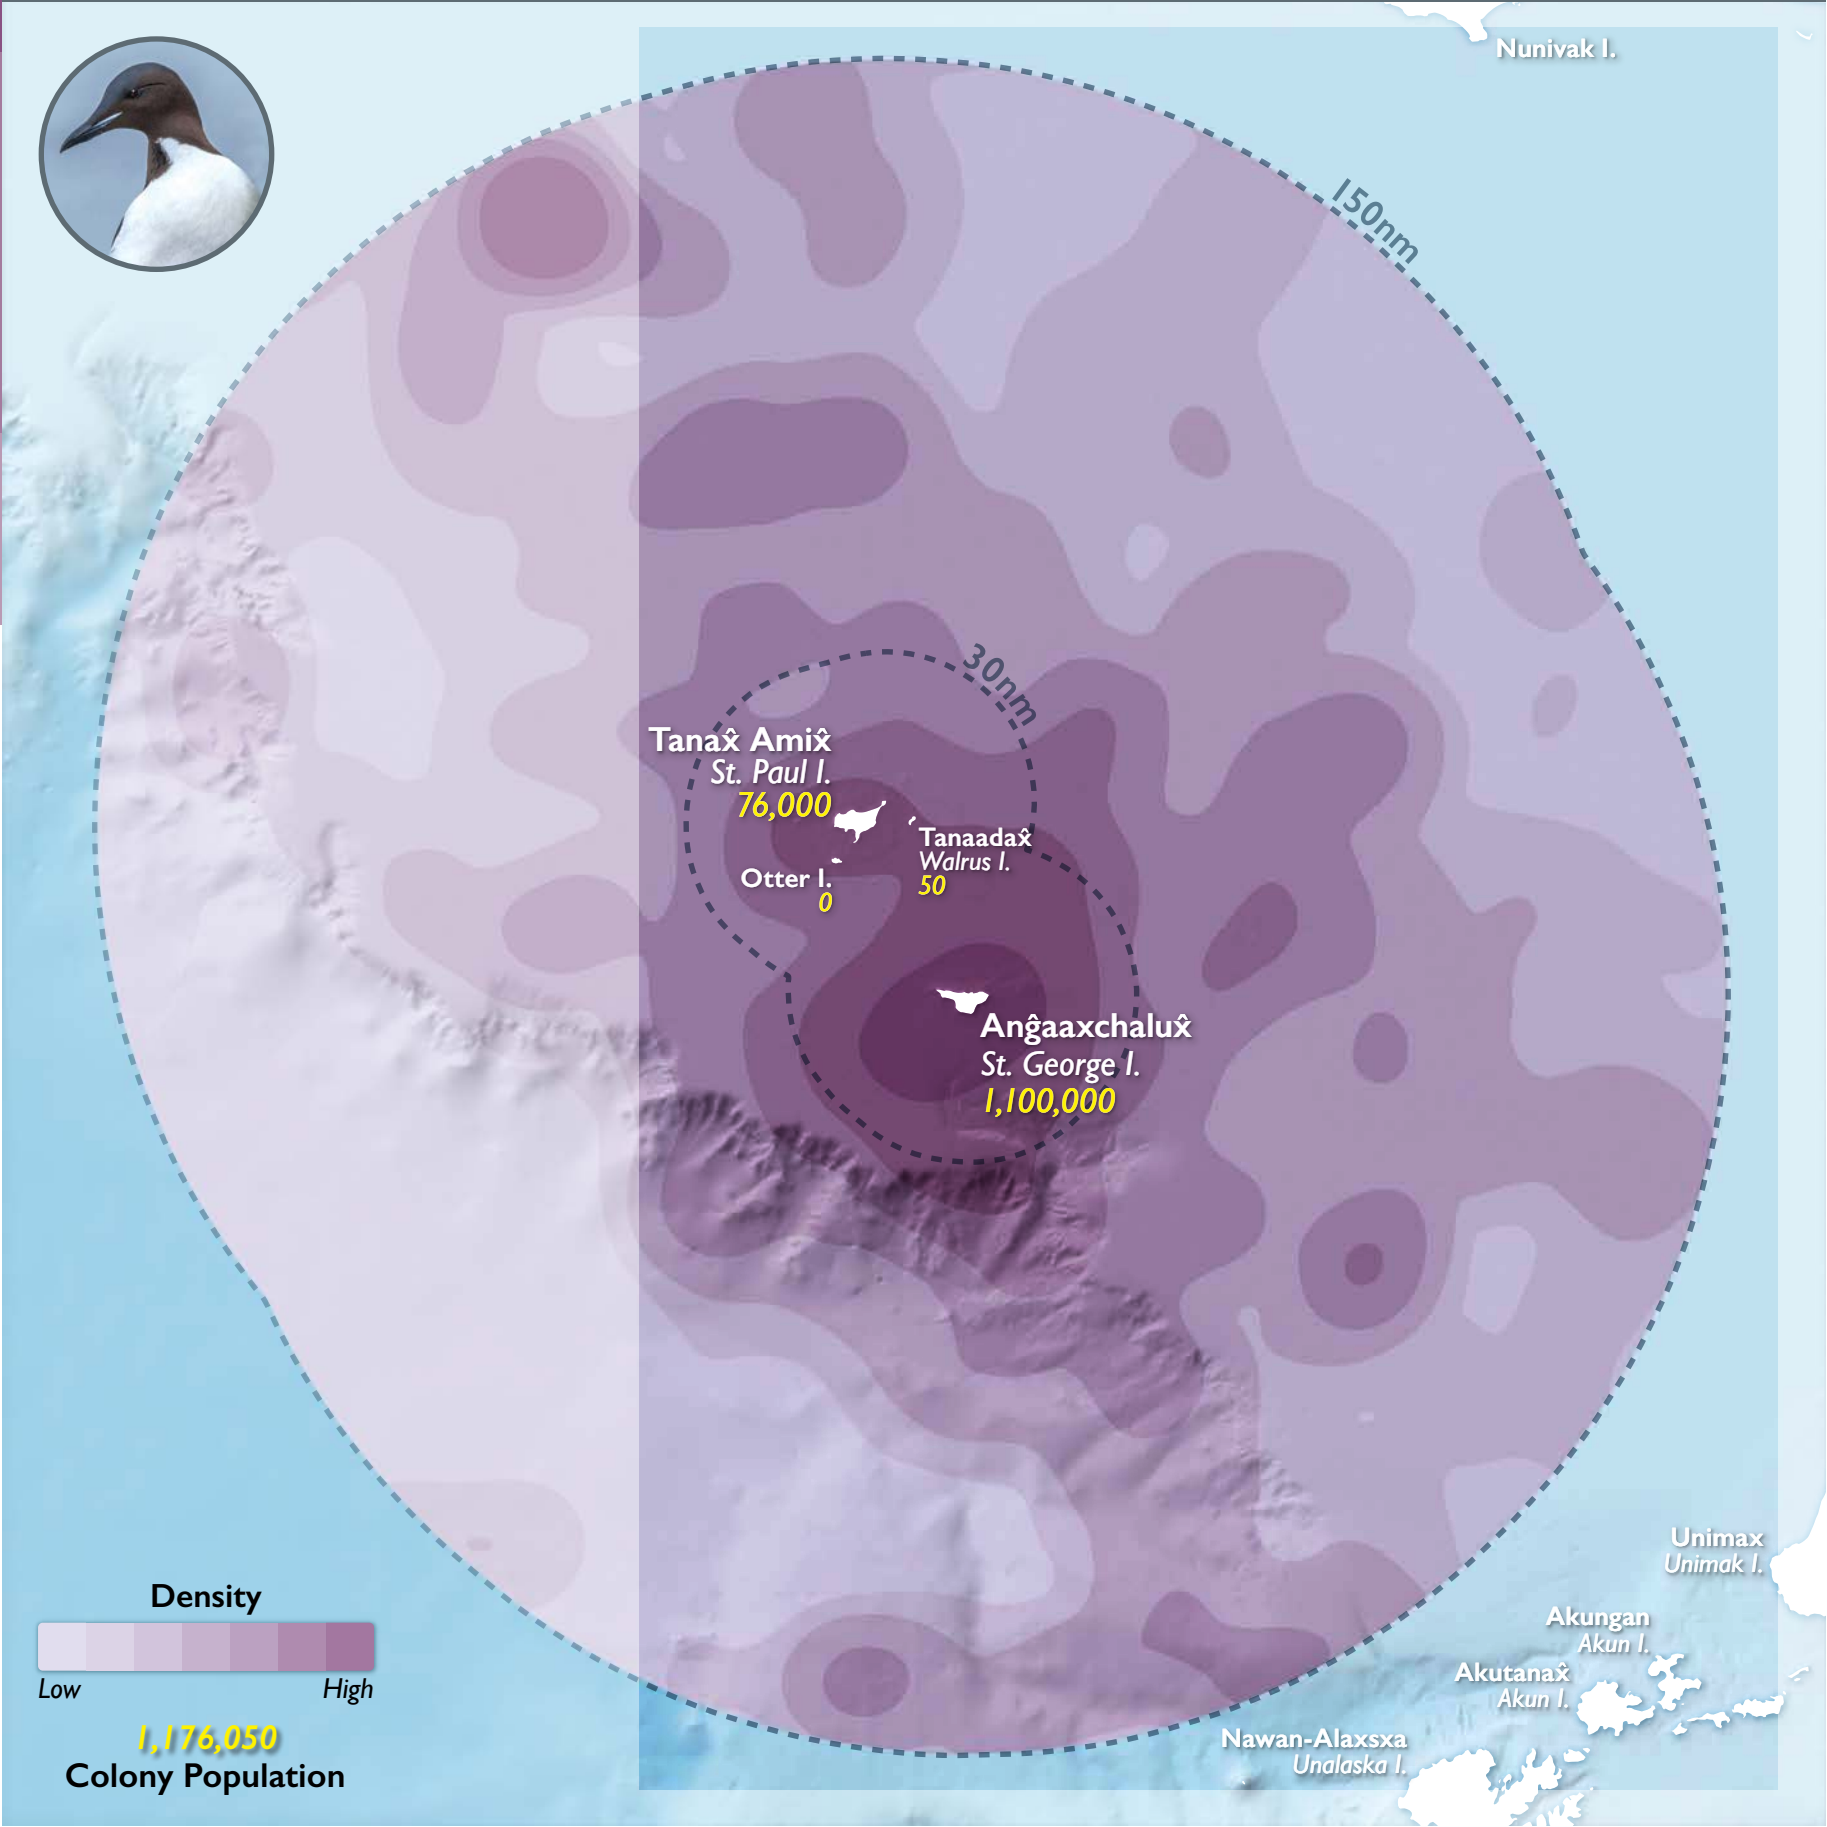 Nunivak I.
150nm
30nm
Tanax̂ Amix̂
St. Paul I.
76,000
Tanaadax̂
Walrus I.
50
Otter I.
0
Anĝaaxchalux̂
St. George I.
1,100,000
Unimax
Unimak I.
Akungan
Akun I.
Akutanax̂
Akun I.
Nawan-Alaxsxa
Unalaska I.
Density
Low High
1,176,050
Colony Population